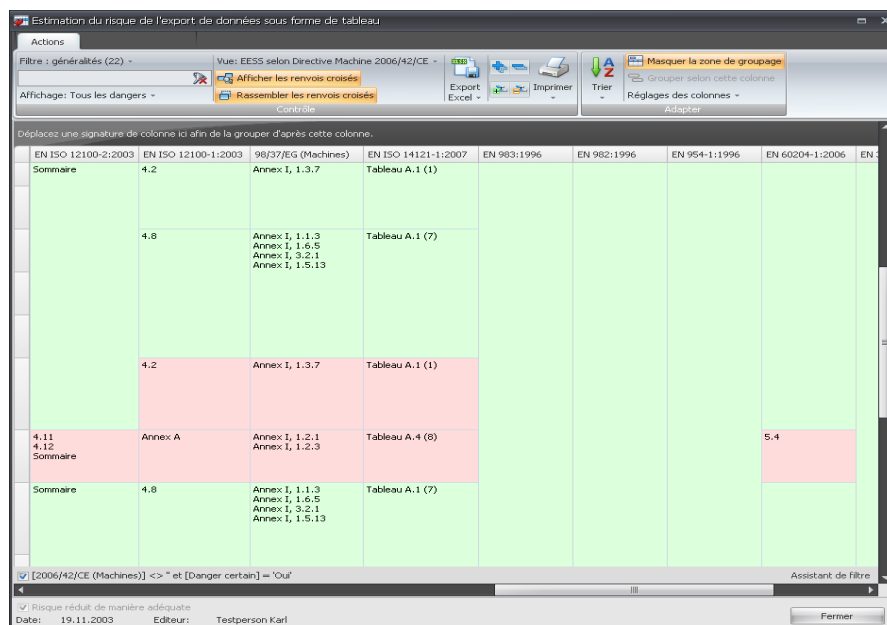 Estimation du risque de l'export de données sous forme de tableau
Actions
Filtre : généralités (22)
Affichage: Tous les dangers
Vue: EESS selon Directive Machine 2006/42/CE
Afficher les renvois croisés
Rassembler les renvois croisés
Contrôle
Export Excel
Imprimer
Trier
Masquer la zone de groupage
Grouper selon cette colonne
Réglages des colonnes
Adapter
Déplacez une signature de colonne ici afin de la grouper d'après cette colonne.
EN ISO 12100-2:2003 EN ISO 12100-1:2003 98/37/EG (Machines) EN ISO 14121-1:2007 EN 983:1996 EN 982:1996 EN 954-1:1996 EN 60204-1:2006 EN
Sommaire 4.2 Annex I, 1.3.7 Tableau A.1 (1)
4.8 Annex I, 1.1.3 Tableau A.1 (7)
Annex I, 1.6.5
Annex I, 3.2.1
Annex I, 1.5.13
4.2 Annex I, 1.3.7 Tableau A.1 (1)
4.11 Annex A Annex I, 1.2.1 Tableau A.4 (8) 5.4
4.12 Annex I, 1.2.3
Sommaire
Sommaire 4.8 Annex I, 1.1.3 Tableau A.1 (7)
Annex I, 1.6.5
Annex I, 3.2.1
Annex I, 1.5.13
[2006/42/CE (Machines)] <> '' et [Danger certain] = 'Oui' Assistant de filtre
Risque réduit de manière adéquate
Date: 19.11.2003 Editeur: Testperson Karl
Fermer